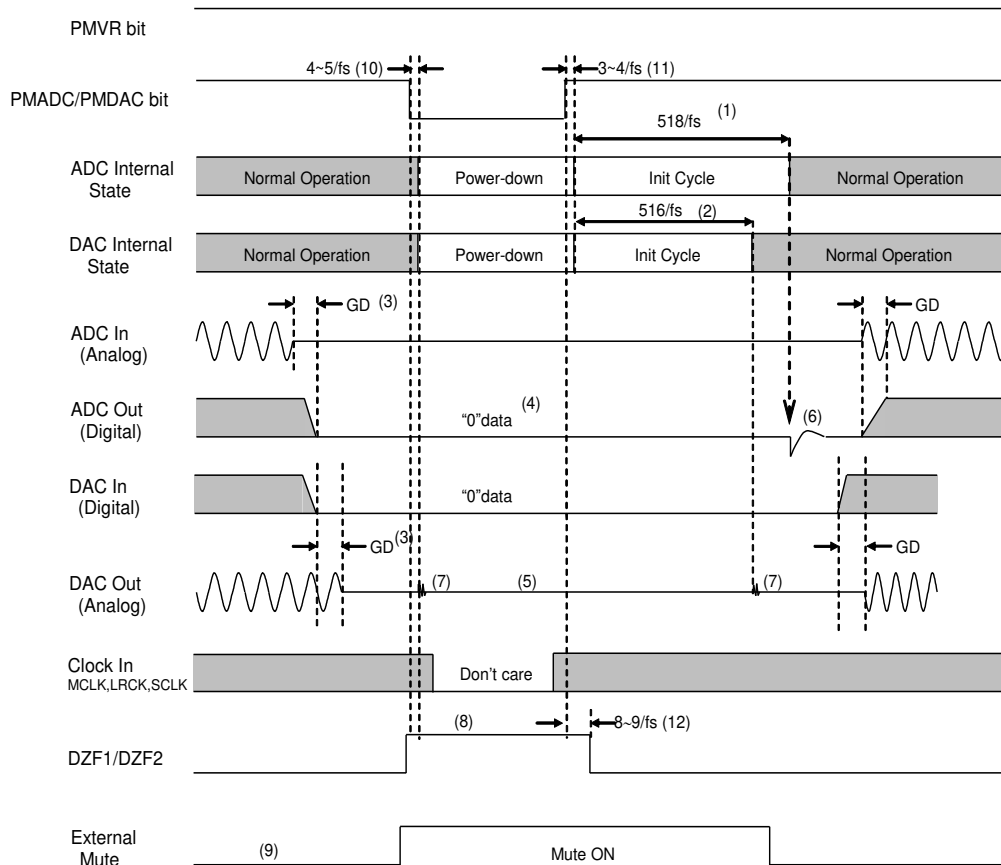 PMVR bit
4~5/fs (10)
3~4/fs (11)
PMADC/PMDAC bit
518/fs (1)
ADC Internal
State
Normal Operation
Power-down
Init Cycle
Normal Operation
516/fs (2)
DAC Internal
State
Normal Operation
Power-down
Init Cycle
Normal Operation
GD (3)
GD
ADC In
(Analog)
ADC Out
(Digital)
“0”data (4)
(6)
DAC In
(Digital)
“0”data
GD (3)
GD
DAC Out
(Analog)
(7)
(5)
(7)
Clock In
MCLK,LRCK,SCLK
Don't care
(8)
8~9/fs (12)
DZF1/DZF2
External
Mute
(9)
Mute ON